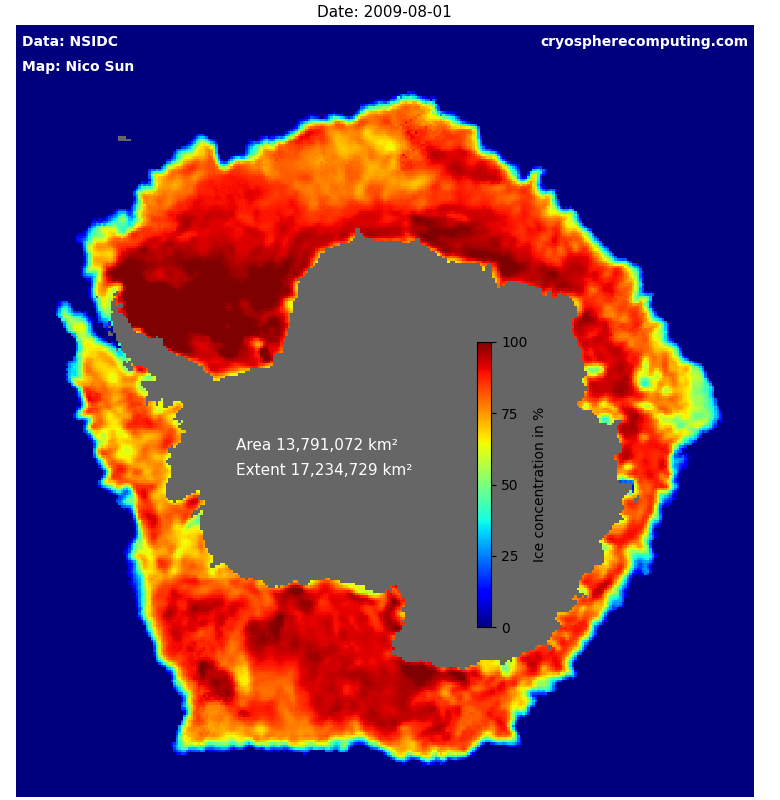 Date: 2009-08-01
Data: NSIDC
cryospherecomputing.com
Map: Nico Sun
100
75
50
25
0
Ice concentration in %
Area 13,791,072 km²
Extent 17,234,729 km²